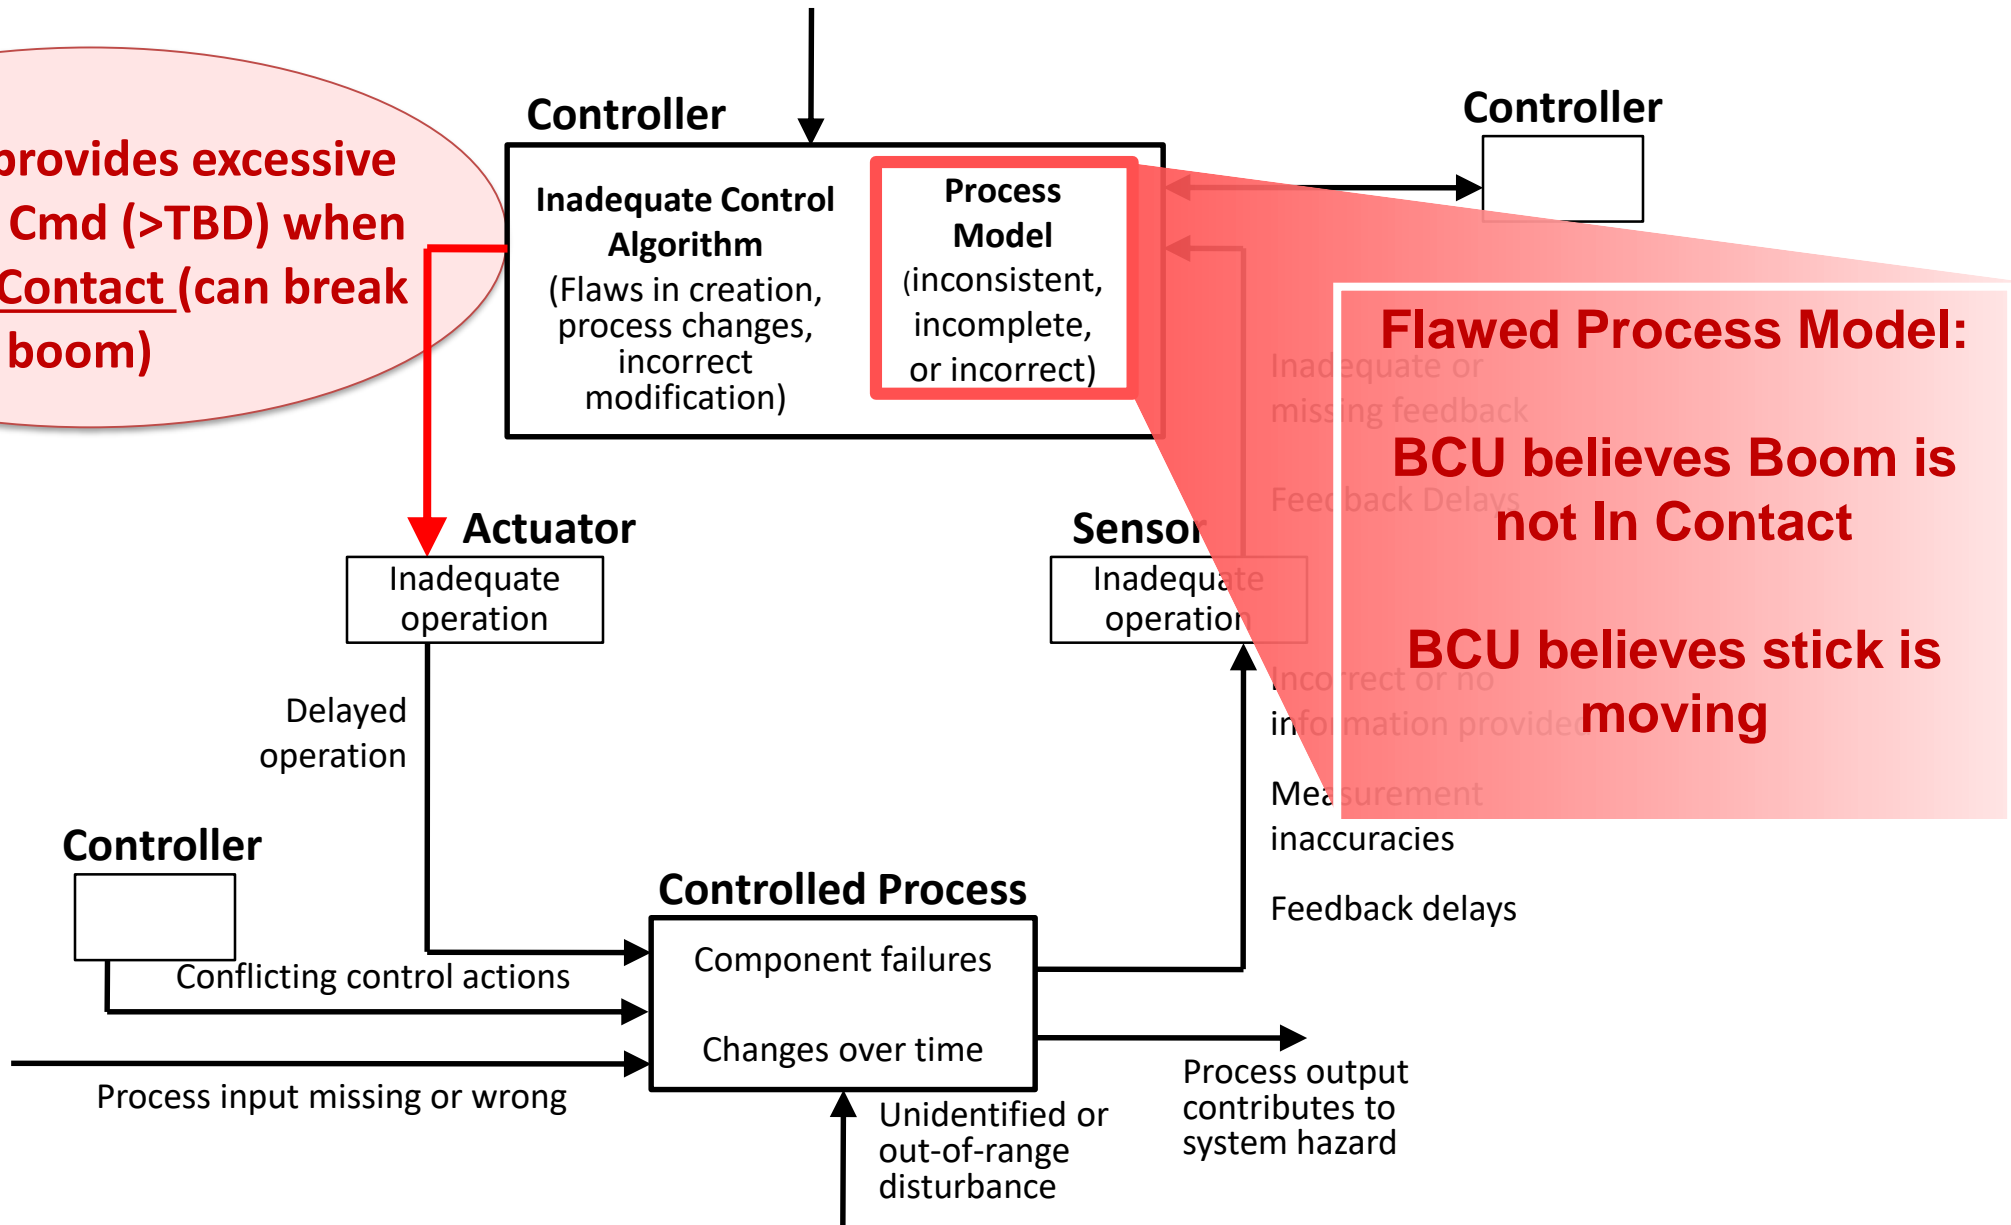 Controller
Controller
provides excessive
Cmd (>TBD) when
Contact (can break
boom)
Inadequate Control
Algorithm
(Flaws in creation,
process changes,
incorrect
modification)
Process
Model
(inconsistent,
incomplete,
or incorrect)
Flawed Process Model:
BCU believes Boom is
not In Contact
BCU believes stick is
moving
Inadequate or
missing feedback
Feedback Delays
Actuator
Inadequate
operation
Sensor
Inadequate
operation
Delayed
operation
Incorrect or no
information provided
Measurement
inaccuracies
Feedback delays
Controller
Conflicting control actions
Controlled Process
Component failures
Changes over time
Process input missing or wrong
Unidentified or
out-of-range
disturbance
Process output
contributes to
system hazard